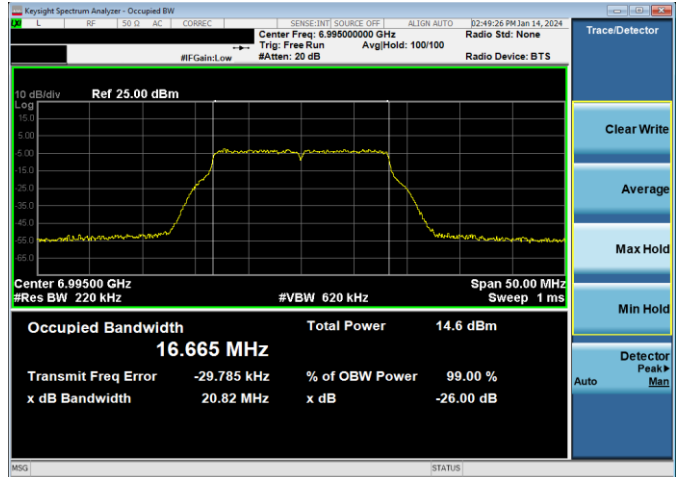 Keysight Spectrum Analyzer - Occupied BW
L RF 50 Ω AC CORREC SENSE:INT SOURCE OFF ALIGN AUTO 02:49:26 PM Jan 14, 2024
Center Freq: 6.995000000 GHz Radio Std: None
Trig: Free Run Avg|Hold: 100/100
#IFGain:Low #Atten: 20 dB Radio Device: BTS
Trace/Detector
10 dB/div Ref 25.00 dBm
Log
15.0
5.00
-5.00
-15.0
-25.0
-35.0
-45.0
-55.0
-65.0
Center 6.99500 GHz Span 50.00 MHz
#Res BW 220 kHz #VBW 620 kHz Sweep 1 ms
Occupied Bandwidth Total Power 14.6 dBm
16.665 MHz
Transmit Freq Error -29.785 kHz % of OBW Power 99.00 %
x dB Bandwidth 20.82 MHz x dB -26.00 dB
Clear Write
Average
Max Hold
Min Hold
Detector
Peak▶
Auto Man
MSG STATUS